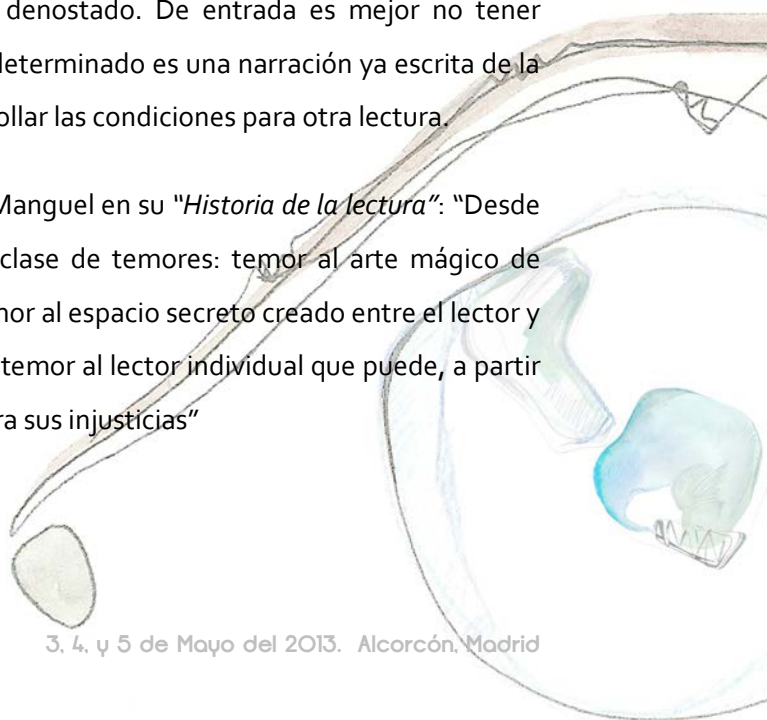 denostado. De entrada es mejor no tener
determinado es una narración ya escrita de la
ollar las condiciones para otra lectura.
Manguel en su “Historia de la lectura”: “Desde
clase de temores: temor al arte mágico de
or al espacio secreto creado entre el lector y
temor al lector individual que puede, a partir
ra sus injusticias”
3, 4, y 5 de Mayo del 2013. Alcorcón, Madrid